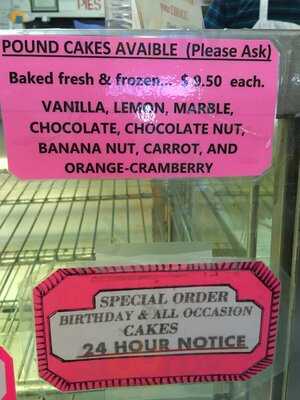 PIES
POUND CAKES AVAIBLE (Please Ask)
Baked fresh & frozen... $ 9.50 each.
VANILLA, LEMON, MARBLE,
CHOCOLATE, CHOCOLATE NUT,
BANANA NUT, CARROT, AND
ORANGE-CRAMBERRY
SPECIAL ORDER
BIRTHDAY & ALL OCCASION
CAKES
24 HOUR NOTICE